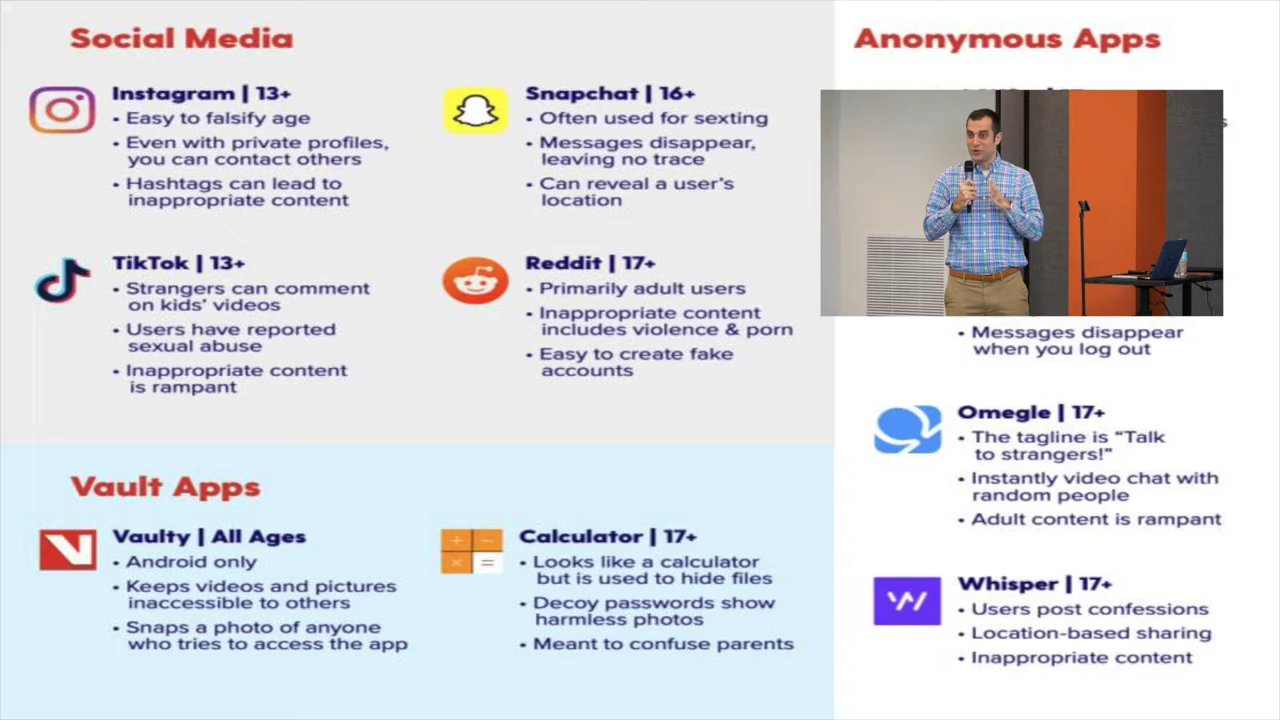 Social Media
Instagram | 13+
• Easy to falsify age
• Even with private profiles,
you can contact others
• Hashtags can lead to
inappropriate content
Snapchat | 16+
• Often used for sexting
• Messages disappear,
leaving no trace
• Can reveal a user's
location
TikTok | 13+
• Strangers can comment
on kids' videos
• Users have reported
sexual abuse
• Inappropriate content
is rampant
Reddit | 17+
• Primarily adult users
• Inappropriate content
includes violence & porn
• Easy to create fake
accounts
Vault Apps
Vaulty | All Ages
• Android only
• Keeps videos and pictures
inaccessible to others
• Snaps a photo of anyone
who tries to access the app
Calculator | 17+
• Looks like a calculator
but is used to hide files
• Decoy passwords show
harmless photos
• Meant to confuse parents
Anonymous Apps
• Messages disappear
when you log out
Omegle | 17+
• The tagline is “Talk
to strangers!”
• Instantly video chat with
random people
• Adult content is rampant
Whisper | 17+
• Users post confessions
• Location-based sharing
• Inappropriate content